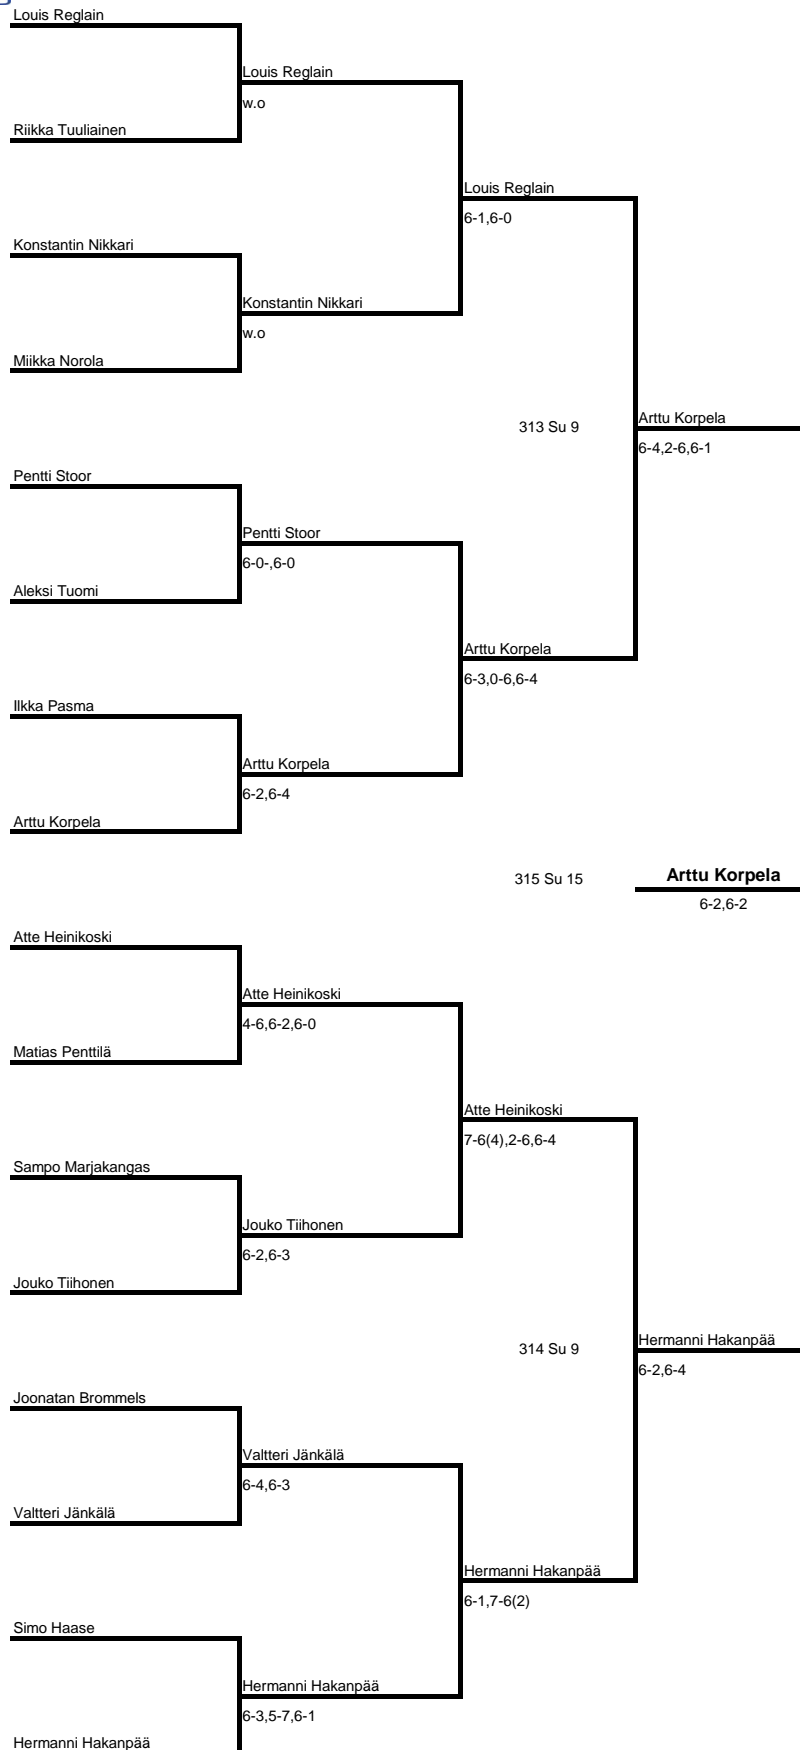 Louis Reglain
Louis Reglain
w.o
Riikka Tuuliainen
Louis Reglain
6-1,6-0
Konstantin Nikkari
Konstantin Nikkari
w.o
Miikka Norola
313 Su 9
Arttu Korpela
6-4,2-6,6-1
Pentti Stoor
Pentti Stoor
6-0-,6-0
Aleksi Tuomi
Arttu Korpela
6-3,0-6,6-4
Ilkka Pasma
Arttu Korpela
6-2,6-4
Arttu Korpela
315 Su 15
Arttu Korpela
6-2,6-2
Atte Heinikoski
Atte Heinikoski
4-6,6-2,6-0
Matias Penttilä
Atte Heinikoski
7-6(4),2-6,6-4
Sampo Marjakangas
Jouko Tiihonen
6-2,6-3
Jouko Tiihonen
314 Su 9
Hermanni Hakanpää
6-2,6-4
Joonatan Brommels
Valtteri Jänkälä
6-4,6-3
Valtteri Jänkälä
Hermanni Hakanpää
6-1,7-6(2)
Simo Haase
Hermanni Hakanpää
6-3,5-7,6-1
Hermanni Hakanpää